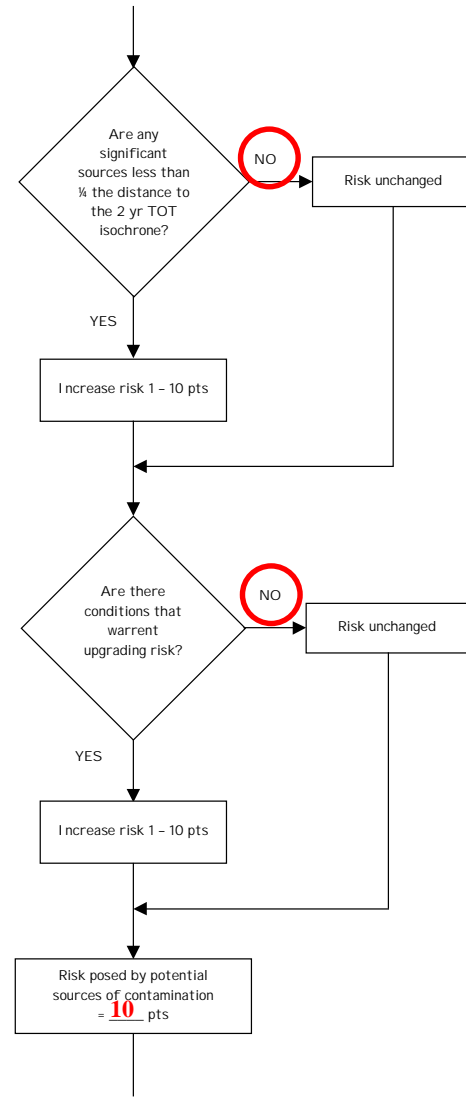 Are any
significant
sources less than
¼ the distance to
the 2 yr TOT
isochrone?
NO
Risk unchanged
YES
Increase risk 1 – 10 pts
Are there
conditions that
warrent
upgrading risk?
NO
Risk unchanged
YES
Increase risk 1 – 10 pts
Risk posed by potential
sources of contamination
= 10 pts